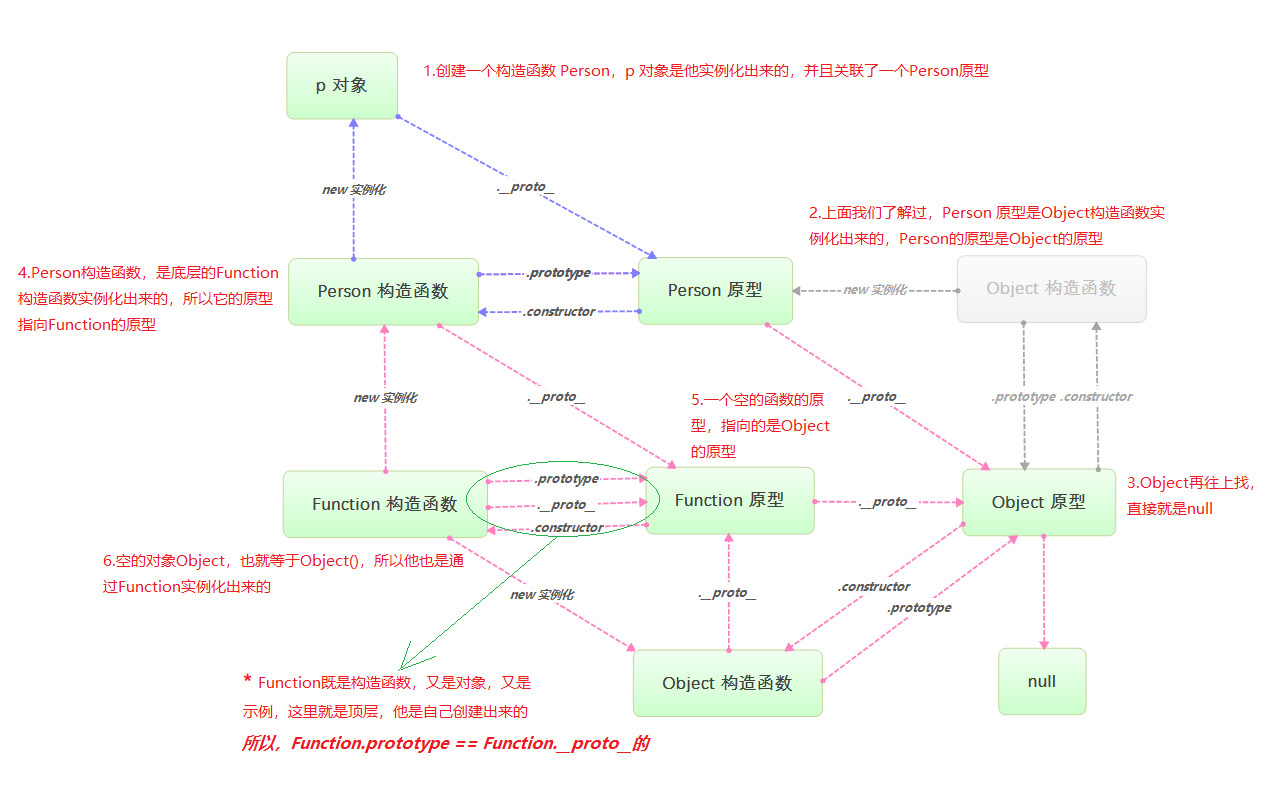 p 对象
1.创建一个构造函数 Person，p 对象是他实例化出来的，并且关联了一个Person原型
new 实例化
.__proto__
2.上面我们了解过，Person 原型是Object构造函数实
例化出来的，Person的原型是Object的原型
4.Person构造函数，是底层的Function
构造函数实例化出来的，所以它的原型
指向Function的原型
Person 构造函数
.prototype
.constructor
Person 原型
new 实例化
Object 构造函数
new 实例化
.__proto__
5.一个空的函数的原
型，指向的是Object
的原型
.__proto__
.prototype
.constructor
Function 构造函数
.prototype
.__proto__
.constructor
Function 原型
.__proto__
Object 原型
3.Object再往上找，
直接就是null
6.空的对象Object，也就等于Object()，所以他也是通
过Function实例化出来的
new 实例化
.__proto__
.constructor
.prototype
Object 构造函数
null
* Function既是构造函数，又是对象，又是
示例，这里就是顶层，他是自己创建出来的
所以，Function.prototype == Function.__proto__的